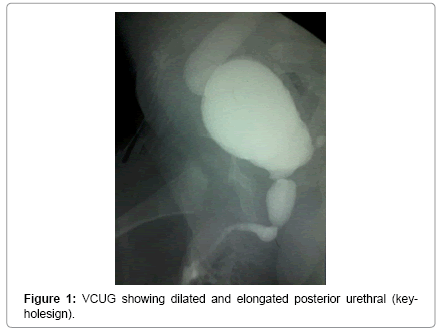 Figure 1: VCUG showing dilated and elongated posterior urethral (key-
holesign).